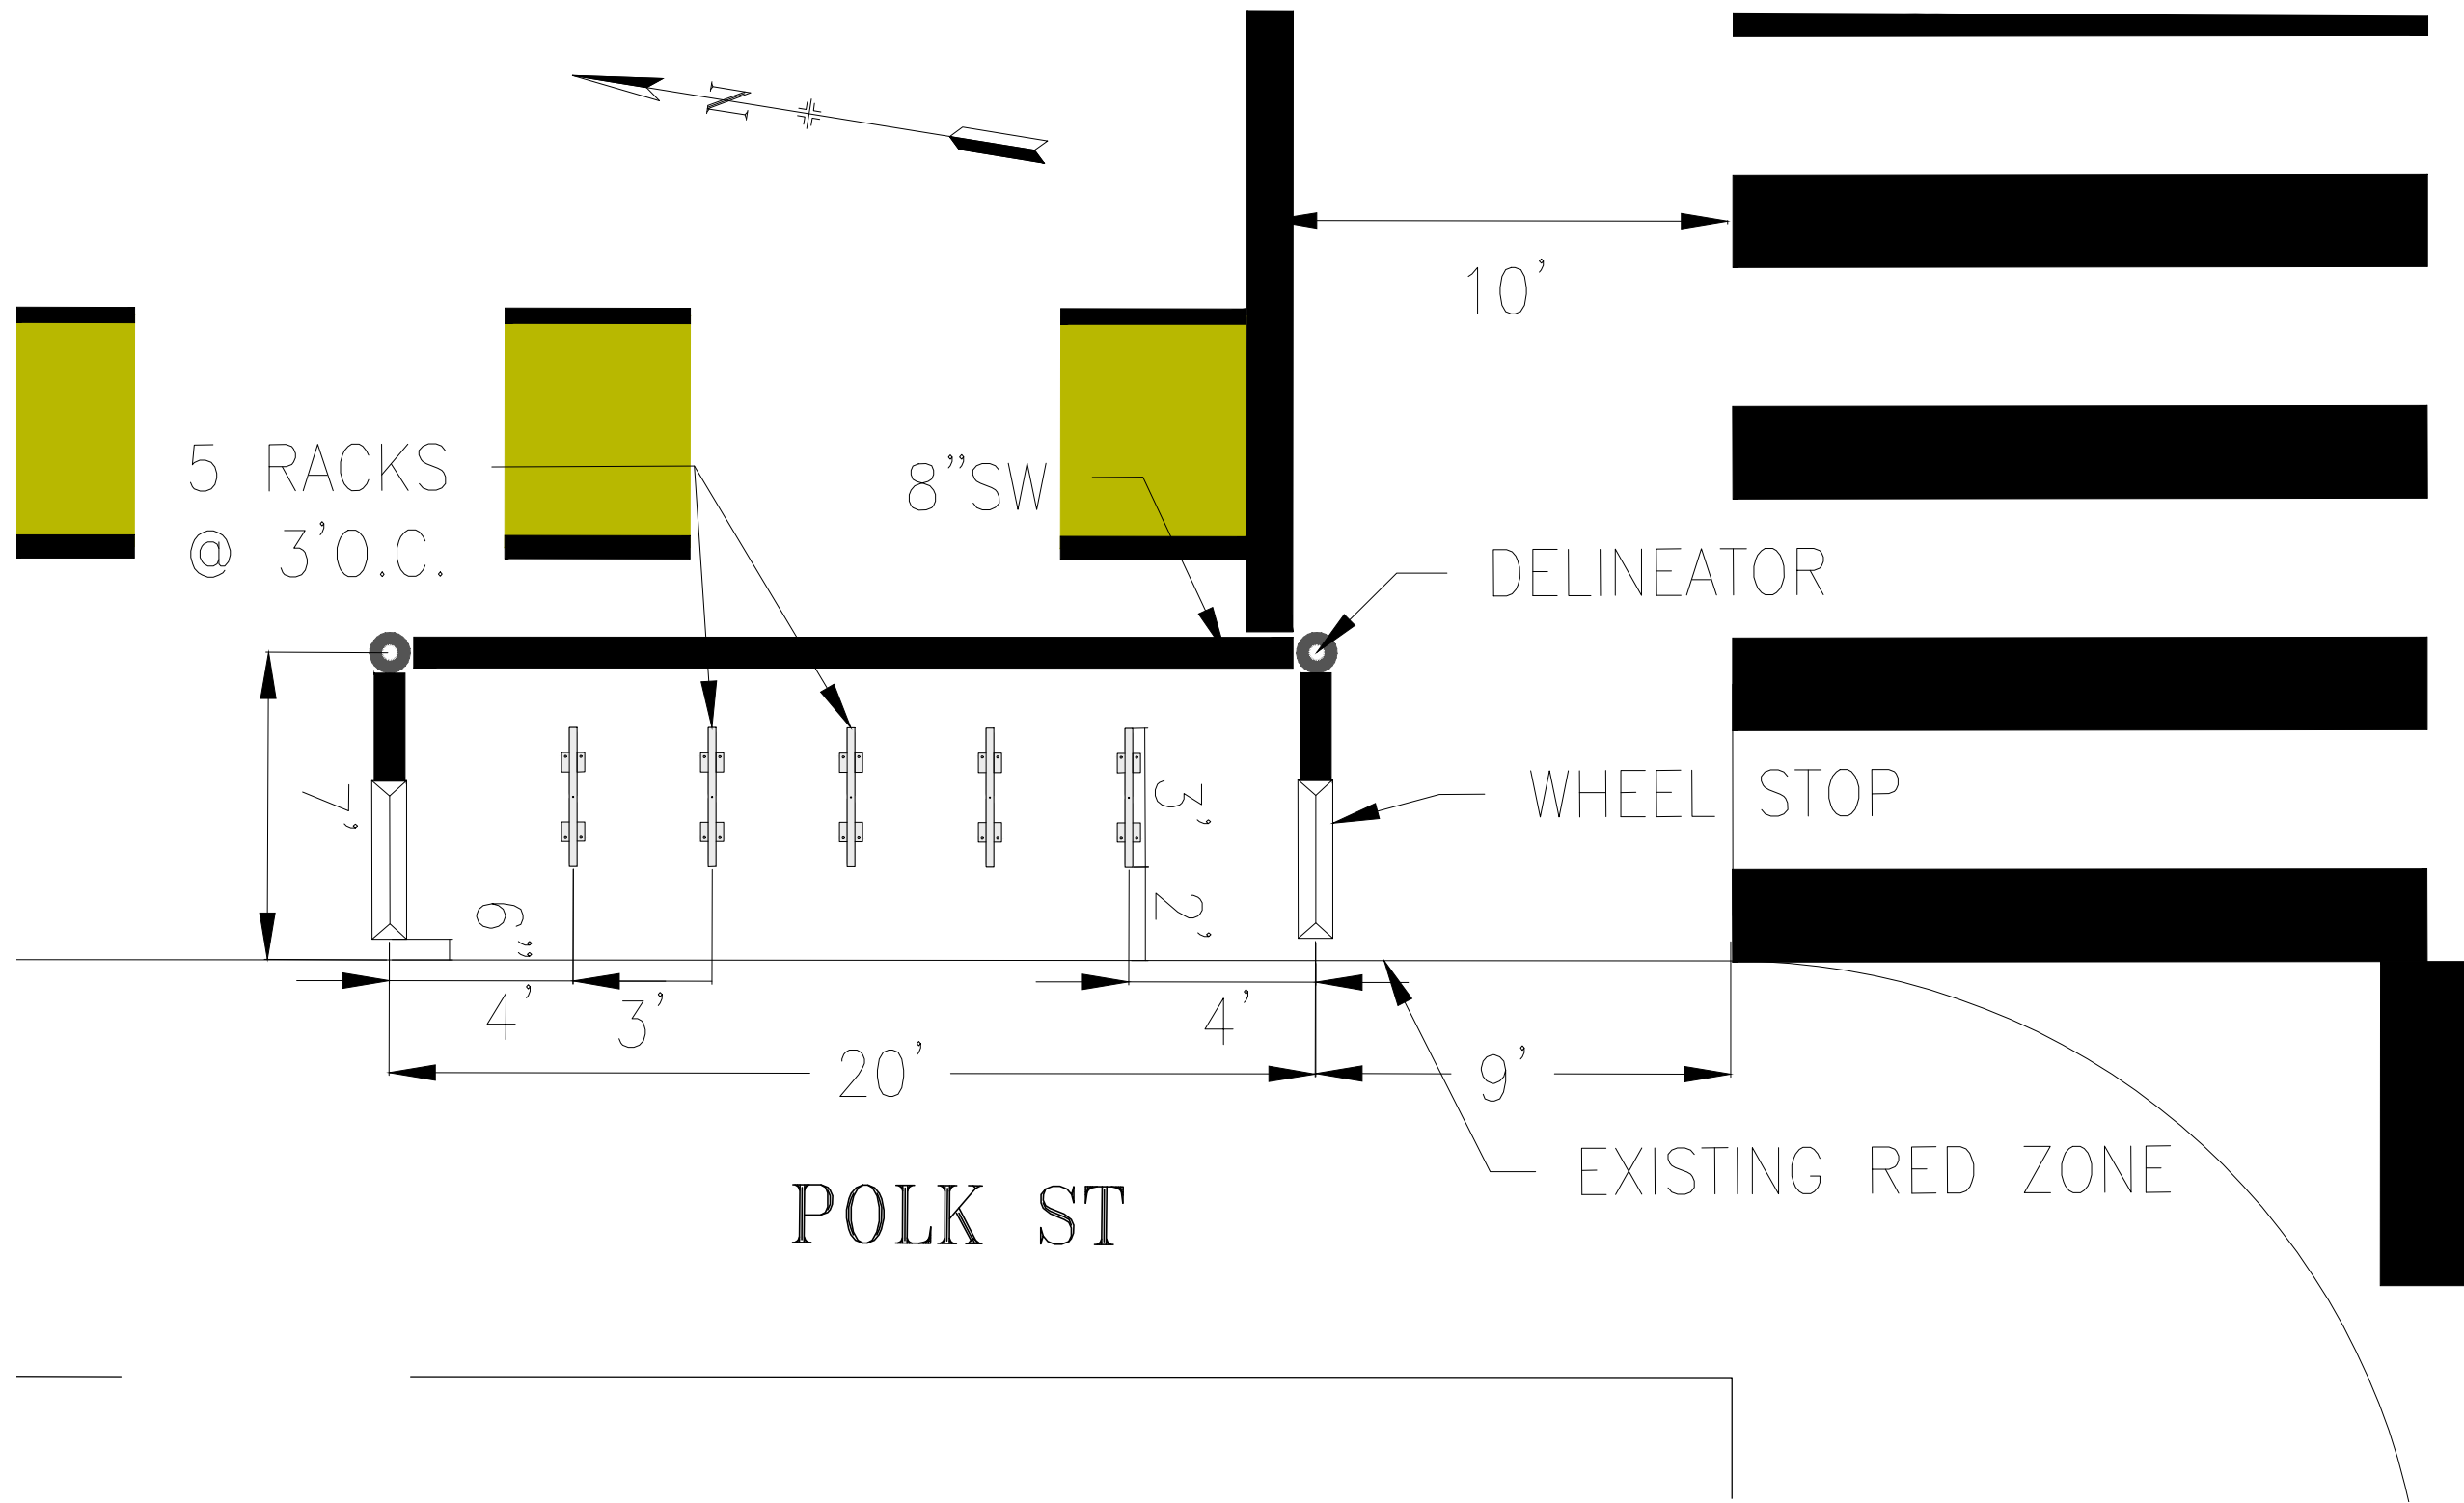 N
10'
5 RACKS
@ 3'O.C.
8"SW
DELINEATOR
WHEEL STOP
7'
3'
6"
2'
4'
3'
4'
20'
9'
EXISTING RED ZONE
POLK ST